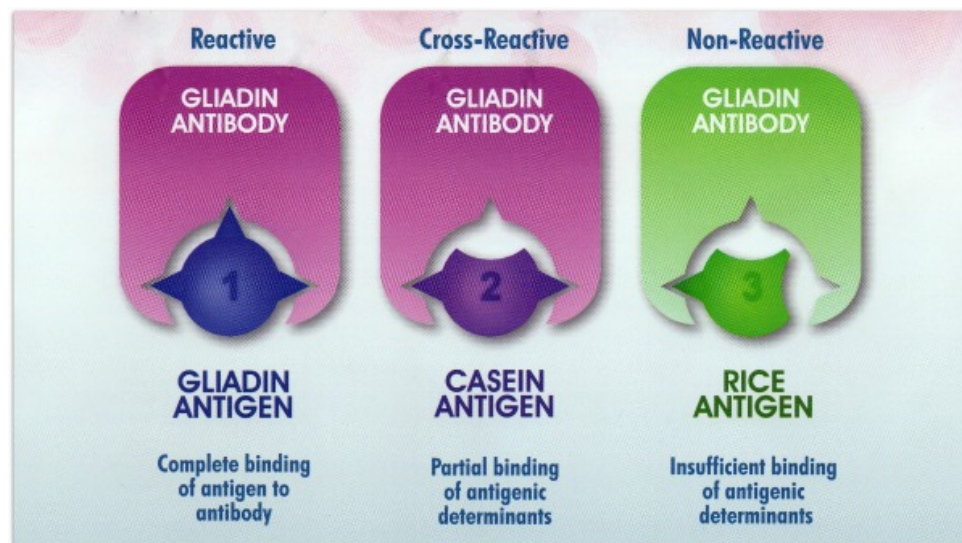 Reactive
GLIADIN
ANTIBODY
1
GLIADIN
ANTIGEN
Complete binding
of antigen to
antibody
Cross-Reactive
GLIADIN
ANTIBODY
2
CASEIN
ANTIGEN
Partial binding
of antigenic
determinants
Non-Reactive
GLIADIN
ANTIBODY
3
RICE
ANTIGEN
Insufficient binding
of antigenic
determinants